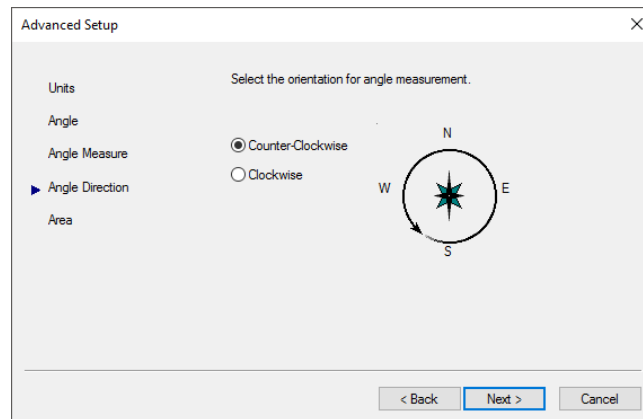 Advanced Setup
Units
Angle
Angle Measure
Angle Direction
Area
Select the orientation for angle measurement.
Counter-Clockwise
Clockwise
N
W
E
S
< Back
Next >
Cancel